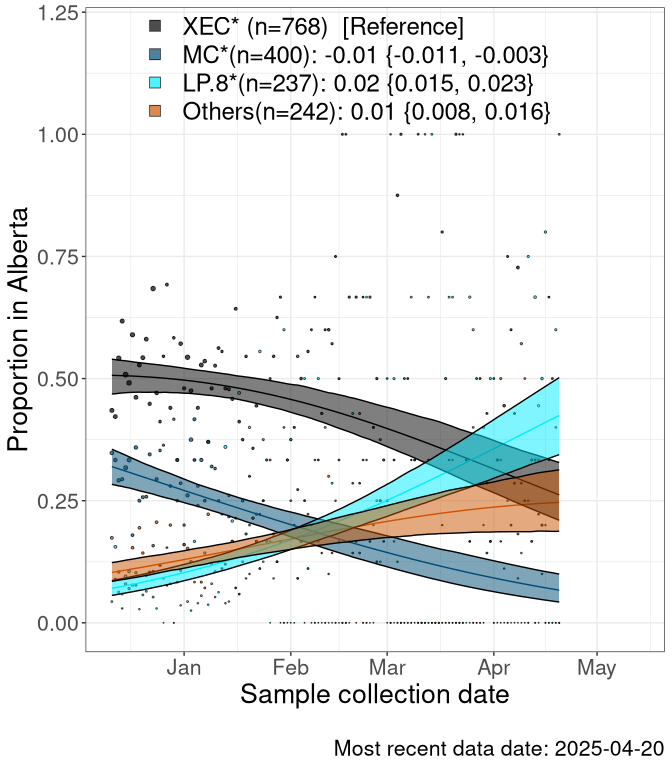 XEC* (n=768)  [Reference]
MC*(n=400): -0.01 {-0.011, -0.003}
LP.8*(n=237): 0.02 {0.015, 0.023}
Others(n=242): 0.01 {0.008, 0.016}
1.25
1.00
0.75
0.50
0.25
0.00
Proportion in Alberta
Jan Feb Mar Apr May
Sample collection date
Most recent data date: 2025-04-20